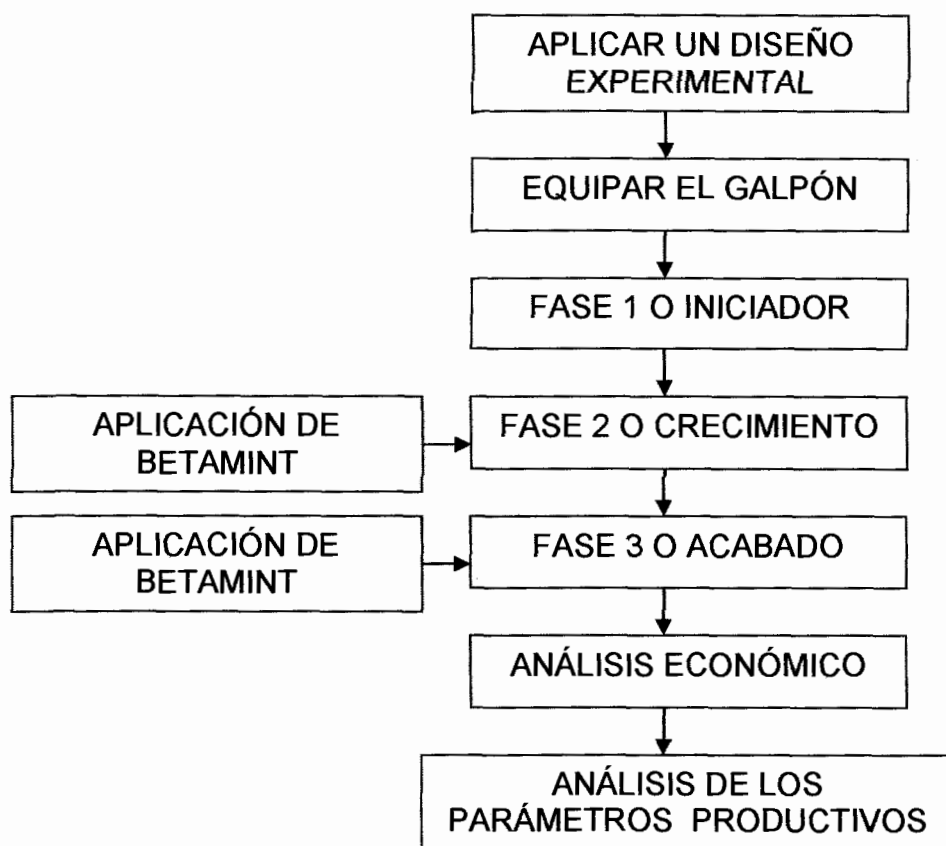 APLICAR UN DISEÑO
EXPERIMENTAL
EQUIPAR EL GALPÓN
FASE 1 O INICIADOR
APLICACIÓN DE
BETAMINT
FASE 2 O CRECIMIENTO
APLICACIÓN DE
BETAMINT
FASE 3 O ACABADO
ANÁLISIS ECONÓMICO
ANÁLISIS DE LOS
PARÁMETROS PRODUCTIVOS